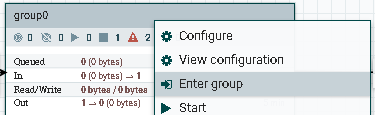 group0
0 0 0 1 2
Queued 0 (0 bytes)
In 0 (0 bytes) → 1
Read/Write 0 bytes / 0 bytes
Out 1 → 0 (0 bytes)
Configure
View configuration
Enter group
Start